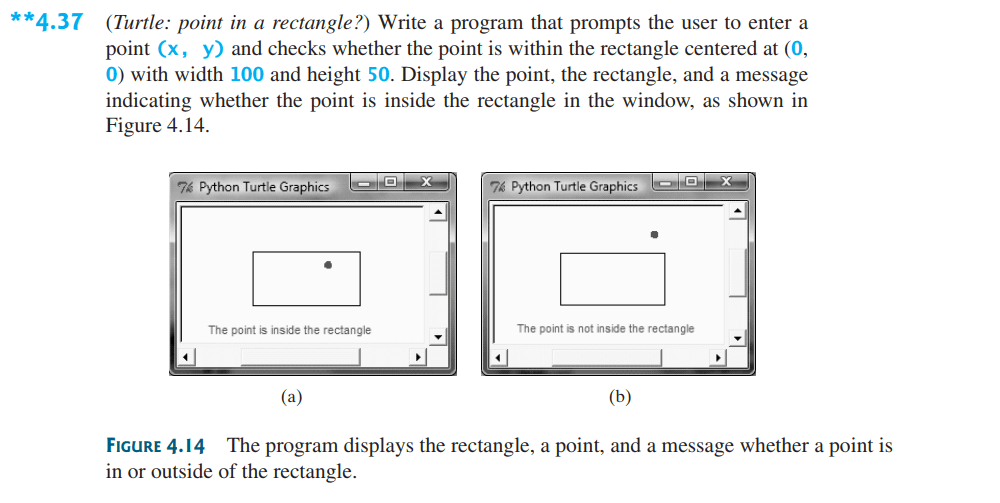 **4.37 (Turtle: point in a rectangle?) Write a program that prompts the user to enter a
point (x, y) and checks whether the point is within the rectangle centered at (0,
0) with width 100 and height 50. Display the point, the rectangle, and a message
indicating whether the point is inside the rectangle in the window, as shown in
Figure 4.14.
Python Turtle Graphics
The point is inside the rectangle
(a)
Python Turtle Graphics
The point is not inside the rectangle
(b)
FIGURE 4.14 The program displays the rectangle, a point, and a message whether a point is
in or outside of the rectangle.